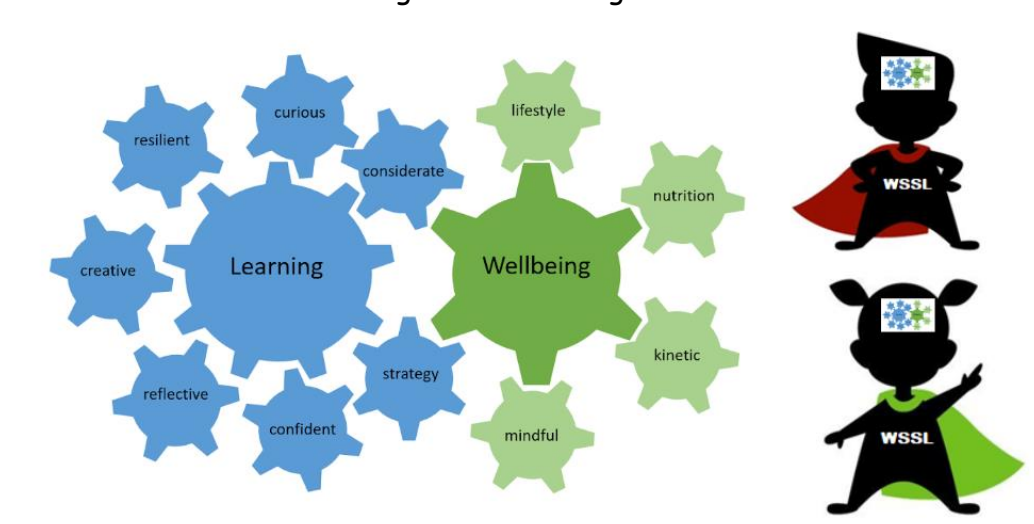 curious
resilient
considerate
creative
Learning
reflective
confident
strategy
lifestyle
nutrition
Wellbeing
kinetic
mindful
WSSL
WSSL